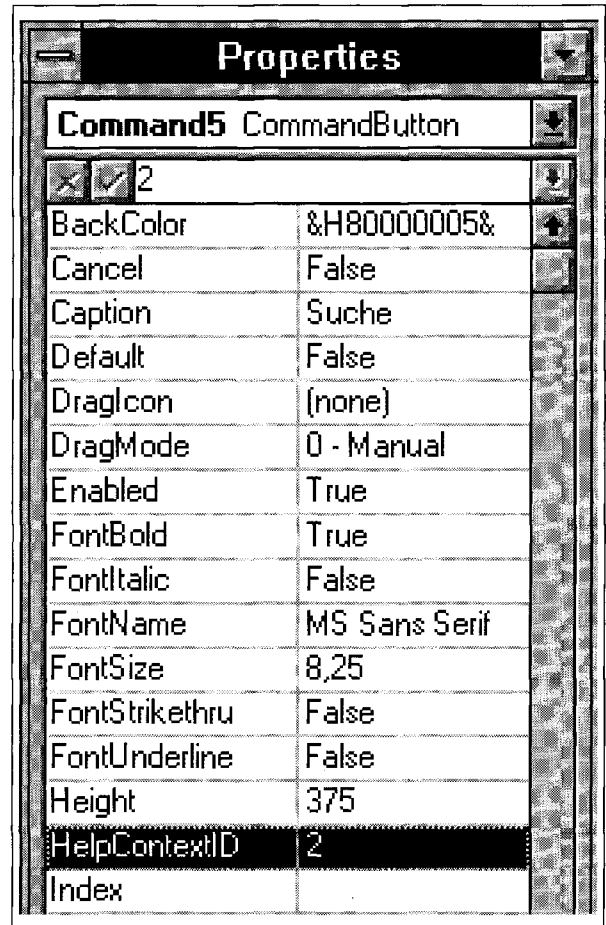 Properties
Command5 CommandButton
2
BackColor &H80000005&
Cancel False
Caption Suche
Default False
DragIcon (none)
DragMode 0 - Manual
Enabled True
FontBold True
FontItalic False
FontName MS Sans Serif
FontSize 8,25
FontStrikethru False
FontUnderline False
Height 375
HelpContextID 2
Index